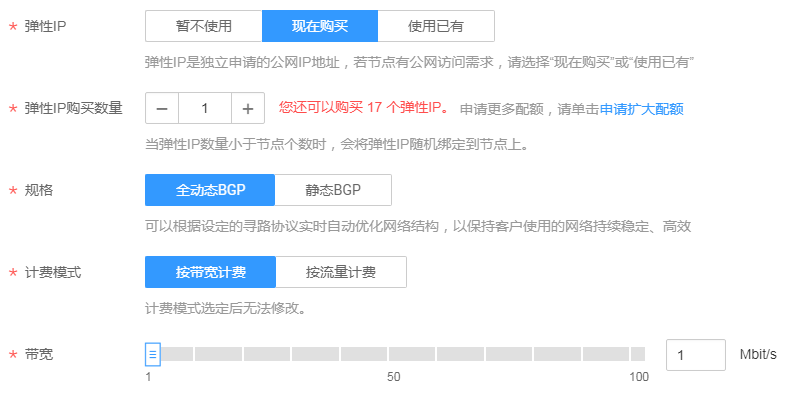 * 弹性IP 暂不使用 现在购买 使用已有
弹性IP是独立申请的公网IP地址，若节点有公网访问需求，请选择“现在购买”或“使用已有”
* 弹性IP购买数量 − 1 + 您还可以购买 17 个弹性IP。 申请更多配额，请单击申请扩大配额
当弹性IP数量小于节点个数时，会将弹性IP随机绑定到节点上。
* 规格 全动态BGP 静态BGP
可以根据设定的寻路协议实时自动优化网络结构，以保持客户使用的网络持续稳定、高效
* 计费模式 按带宽计费 按流量计费
计费模式选定后无法修改。
* 带宽 1 Mbit/s
1 50 100